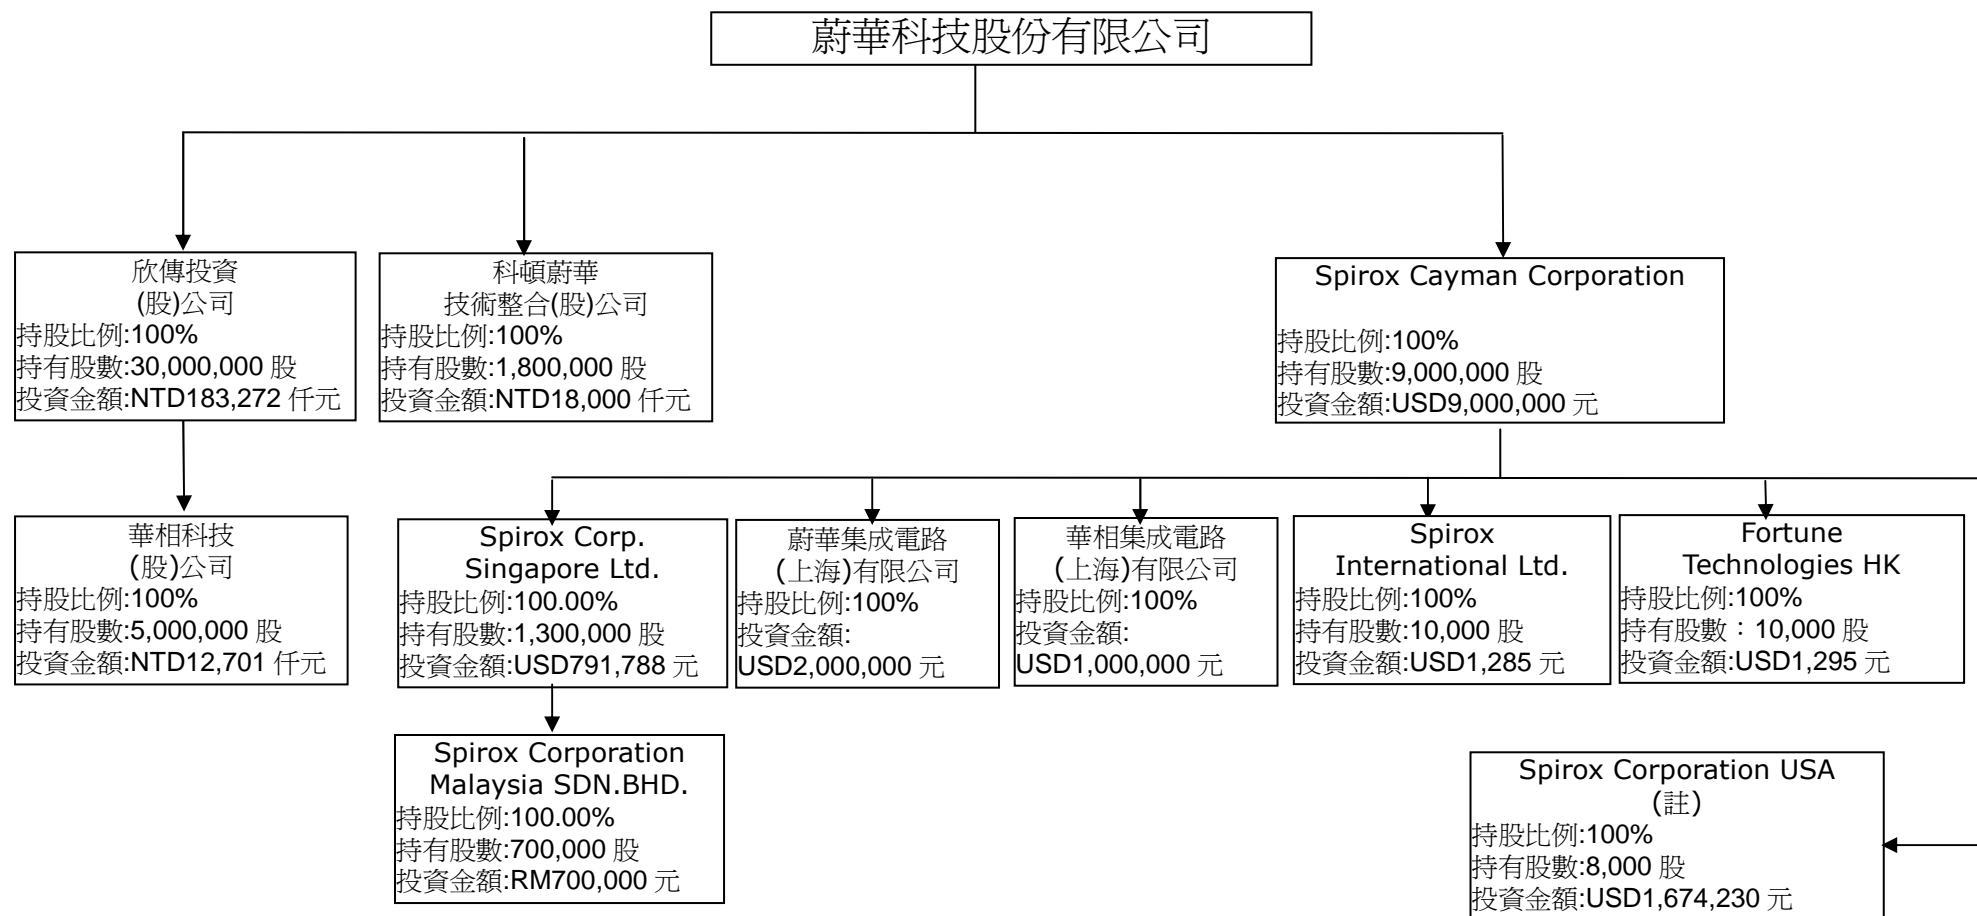 蔚華科技股份有限公司
欣傳投資
(股)公司
持股比例:100%
持有股數:30,000,000 股
投資金額:NTD183,272 仟元
科頓蔚華
技術整合(股)公司
持股比例:100%
持有股數:1,800,000 股
投資金額:NTD18,000 仟元
Spirox Cayman Corporation
持股比例:100%
持有股數:9,000,000 股
投資金額:USD9,000,000 元
華相科技
(股)公司
持股比例:100%
持有股數:5,000,000 股
投資金額:NTD12,701 仟元
Spirox Corp.
Singapore Ltd.
持股比例:100.00%
持有股數:1,300,000 股
投資金額:USD791,788 元
蔚華集成電路
(上海)有限公司
持股比例:100%
投資金額:
USD2,000,000 元
華相集成電路
(上海)有限公司
持股比例:100%
投資金額:
USD1,000,000 元
Spirox
International Ltd.
持股比例:100%
持有股數:10,000 股
投資金額:USD1,285 元
Fortune
Technologies HK
持股比例:100%
持有股數：10,000 股
投資金額:USD1,295 元
Spirox Corporation
Malaysia SDN.BHD.
持股比例:100.00%
持有股數:700,000 股
投資金額:RM700,000 元
Spirox Corporation USA
(註)
持股比例:100%
持有股數:8,000 股
投資金額:USD1,674,230 元